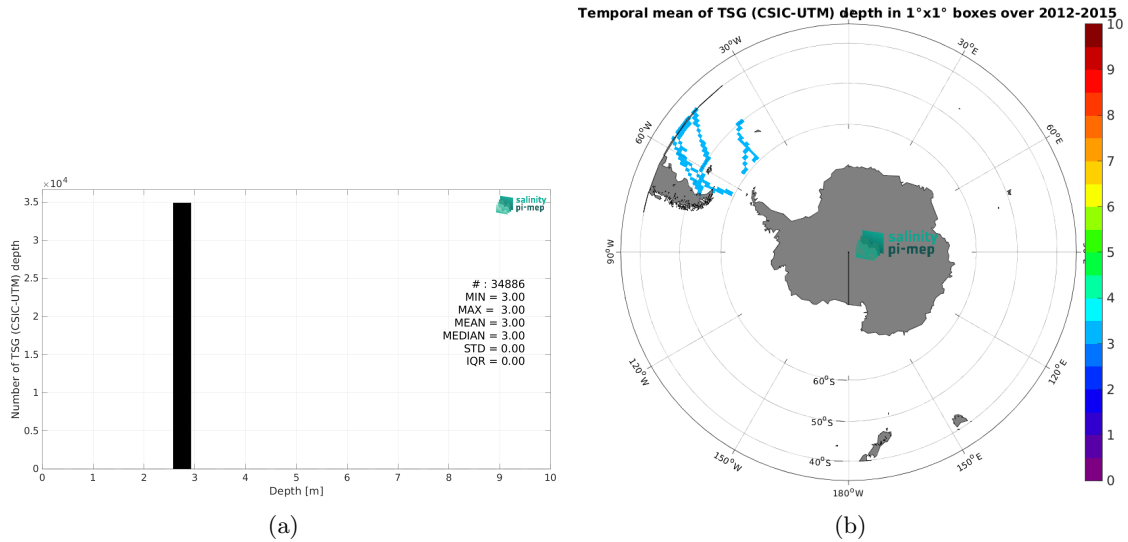 Temporal mean of TSG (CSIC-UTM) depth in 1°x1° boxes over 2012-2015
×10⁴
3.5
3
2.5
2
1.5
1
0.5
0
Number of TSG (CSIC-UTM) depth
salinity
pi-mep
# : 34886
MIN = 3.00
MAX = 3.00
MEAN = 3.00
MEDIAN = 3.00
STD = 0.00
IQR = 0.00
0 1 2 3 4 5 6 7 8 9 10
Depth [m]
(a)
0°
30°W
30°E
60°W
60°E
90°W
120°W
120°E
150°W
150°E
180°W
60°S
50°S
40°S
salinity
pi-mep
10
9
8
7
6
5
4
3
2
1
0
(b)